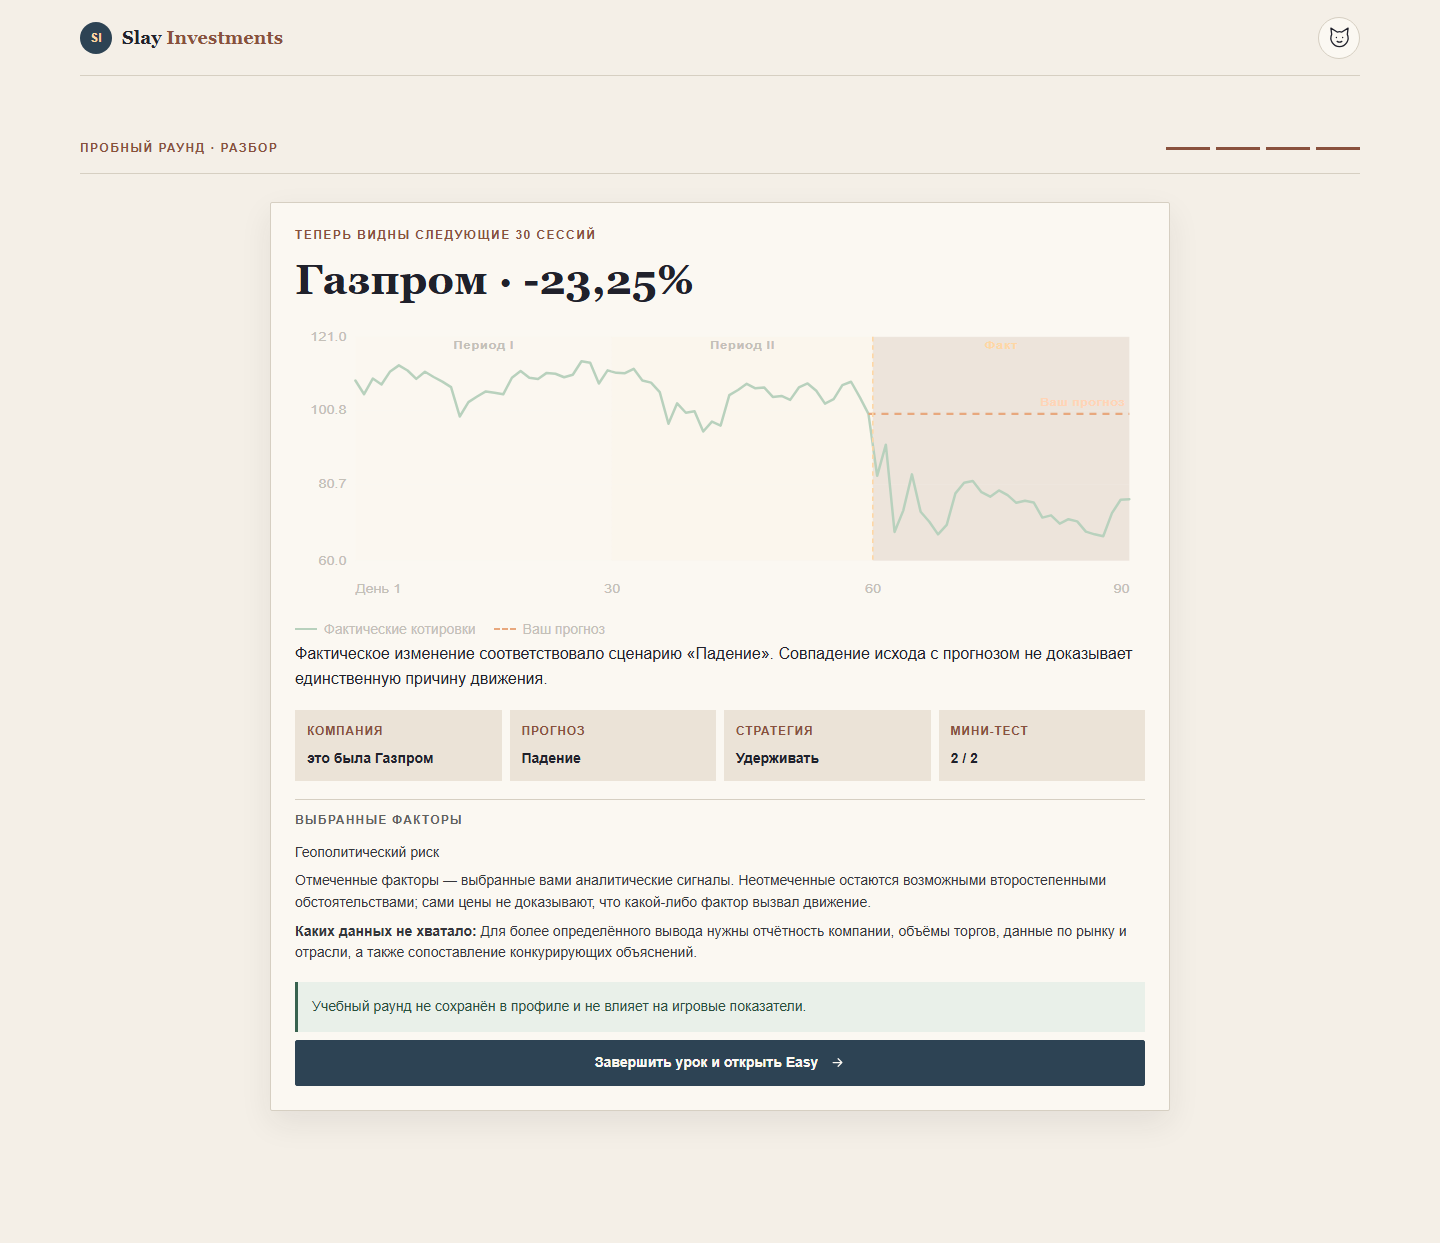 SI Slay Investments
ПРОБНЫЙ РАУНД · РАЗБОР
ТЕПЕРЬ ВИДНЫ СЛЕДУЮЩИЕ 30 СЕССИЙ
Газпром · -23,25%
121.0
Период I Период II Факт
Ваш прогноз
100.8
80.7
60.0
День 1 30 60 90
Фактические котировки Ваш прогноз
Фактическое изменение соответствовало сценарию «Падение». Совпадение исхода с прогнозом не доказывает
единственную причину движения.
КОМПАНИЯ ПРОГНОЗ СТРАТЕГИЯ МИНИ-ТЕСТ
это была Газпром Падение Удерживать 2 / 2
ВЫБРАННЫЕ ФАКТОРЫ
Геополитический риск
Отмеченные факторы — выбранные вами аналитические сигналы. Неотмеченные остаются возможными второстепенными
обстоятельствами; сами цены не доказывают, что какой-либо фактор вызвал движение.
Каких данных не хватало: Для более определённого вывода нужны отчётность компании, объёмы торгов, данные по рынку и
отрасли, а также сопоставление конкурирующих объяснений.
Учебный раунд не сохранён в профиле и не влияет на игровые показатели.
Завершить урок и открыть Easy →